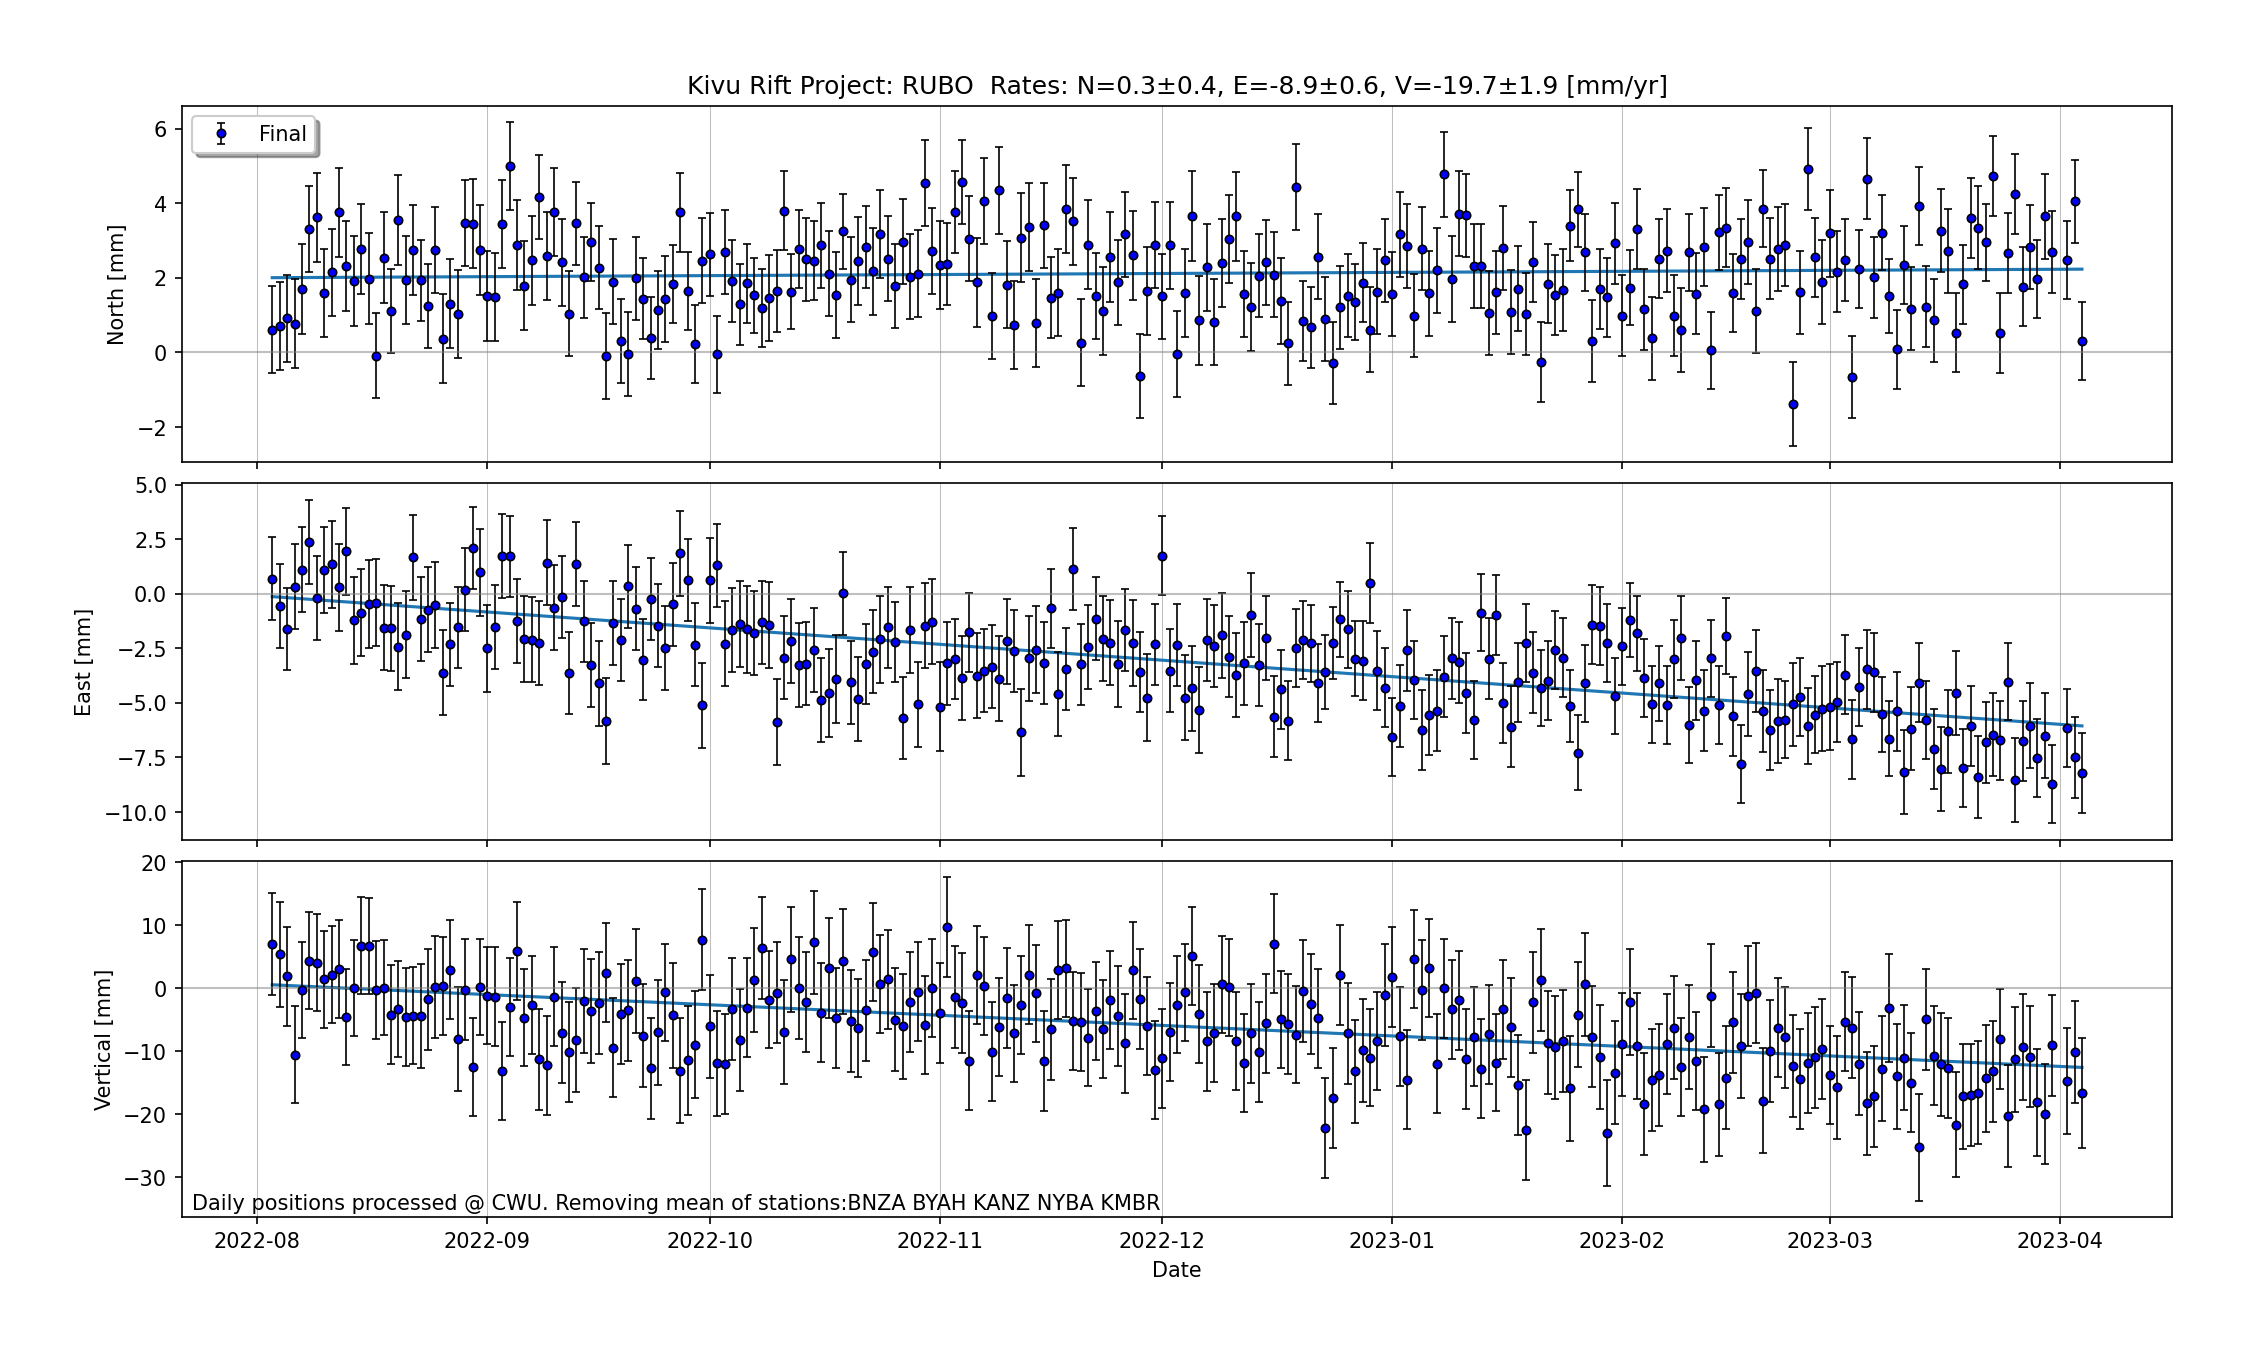 Kivu Rift Project: RUBO  Rates: N=0.3±0.4, E=-8.9±0.6, V=-19.7±1.9 [mm/yr]
Final
North [mm]
6
4
2
0
−2
East [mm]
5.0
2.5
0.0
−2.5
−5.0
−7.5
−10.0
Vertical [mm]
20
10
0
−10
−20
−30
Daily positions processed @ CWU. Removing mean of stations:BNZA BYAH KANZ NYBA KMBR
2022-08 2022-09 2022-10 2022-11 2022-12 2023-01 2023-02 2023-03 2023-04
Date